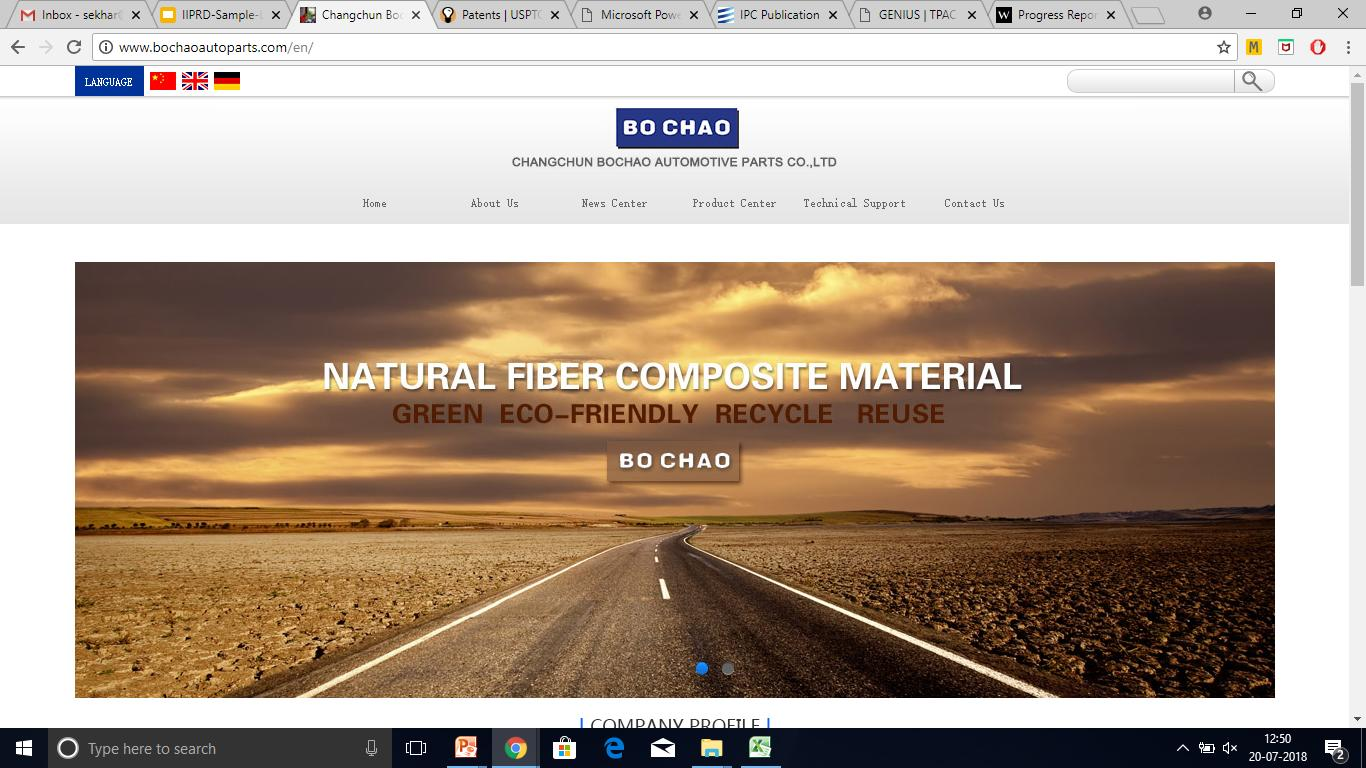 Inbox - sekhar
IIPRD-Sample-
Changchun Boc
Patents | USPTO
Microsoft Powe
IPC Publication
GENIUS | TPAC
Progress Repor
www.bochaoautoparts.com/en/
LANGUAGE
BO CHAO
CHANGCHUN BOCHAO AUTOMOTIVE PARTS CO.,LTD
Home About Us News Center Product Center Technical Support Contact Us
NATURAL FIBER COMPOSITE MATERIAL
GREEN ECO-FRIENDLY RECYCLE REUSE
BO CHAO
| COMPANY PROFILE |
Type here to search
12:50
20-07-2018
2